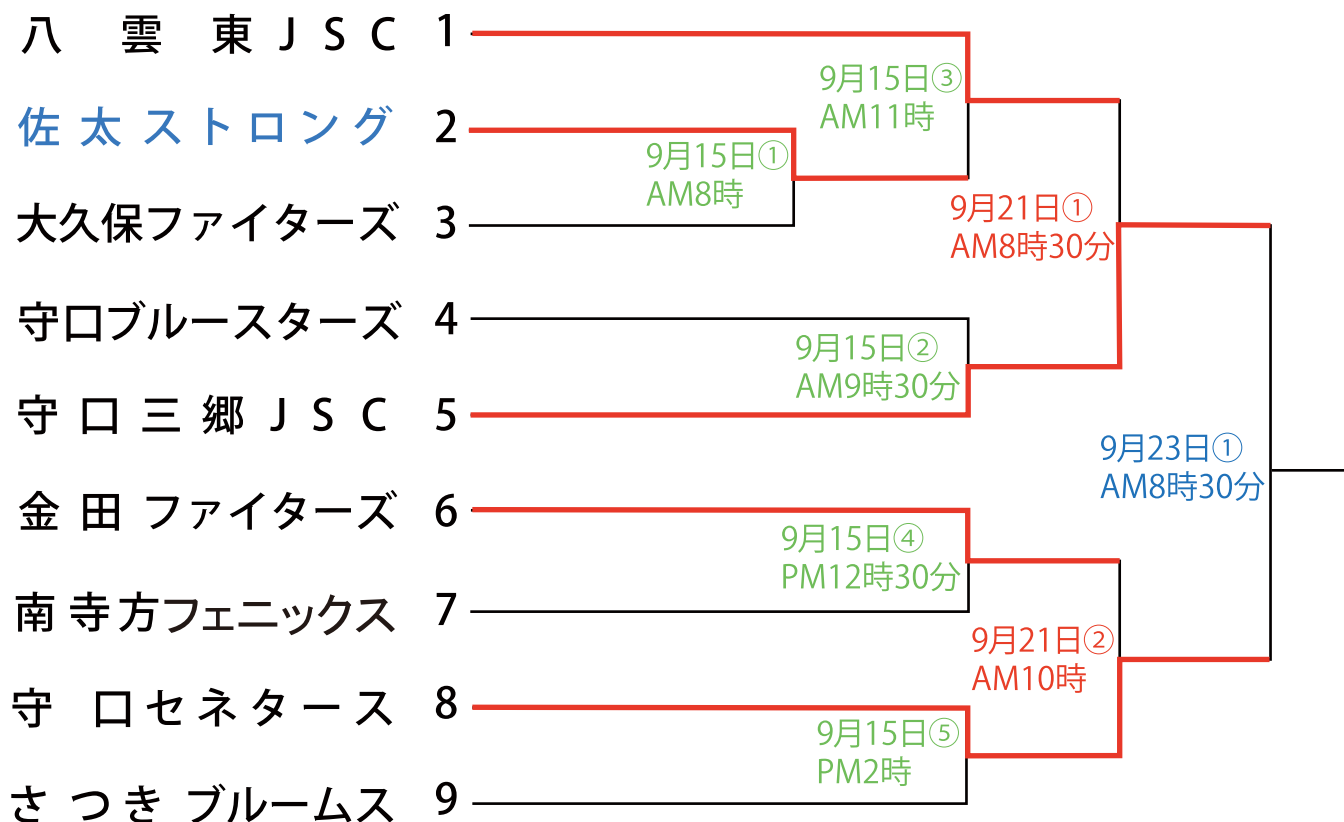 八雲東JSC 1
9月15日③
AM11時
佐太ストロング 2
9月15日①
AM8時
大久保ファイターズ 3
9月21日①
AM8時30分
守口ブルースターズ 4
9月15日②
AM9時30分
守口三郷JSC 5
9月23日①
AM8時30分
金田ファイターズ 6
9月15日④
PM12時30分
南寺方フェニックス 7
9月21日②
AM10時
守口セネタース 8
9月15日⑤
PM2時
さつきブルームス 9